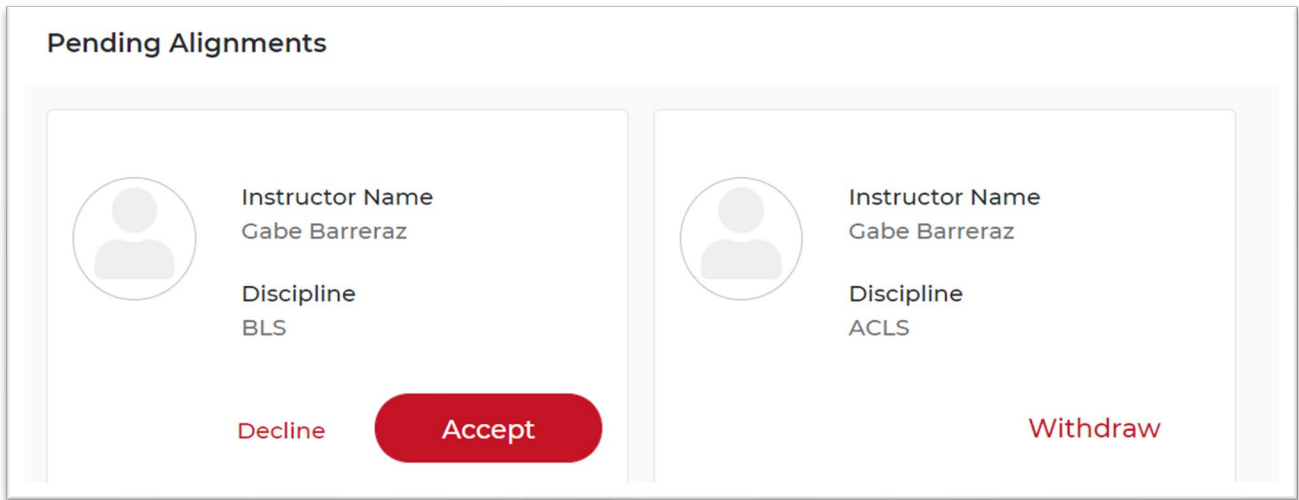 Pending Alignments
Instructor Name
Gabe Barreraz
Discipline
BLS
Decline
Accept
Instructor Name
Gabe Barreraz
Discipline
ACLS
Withdraw